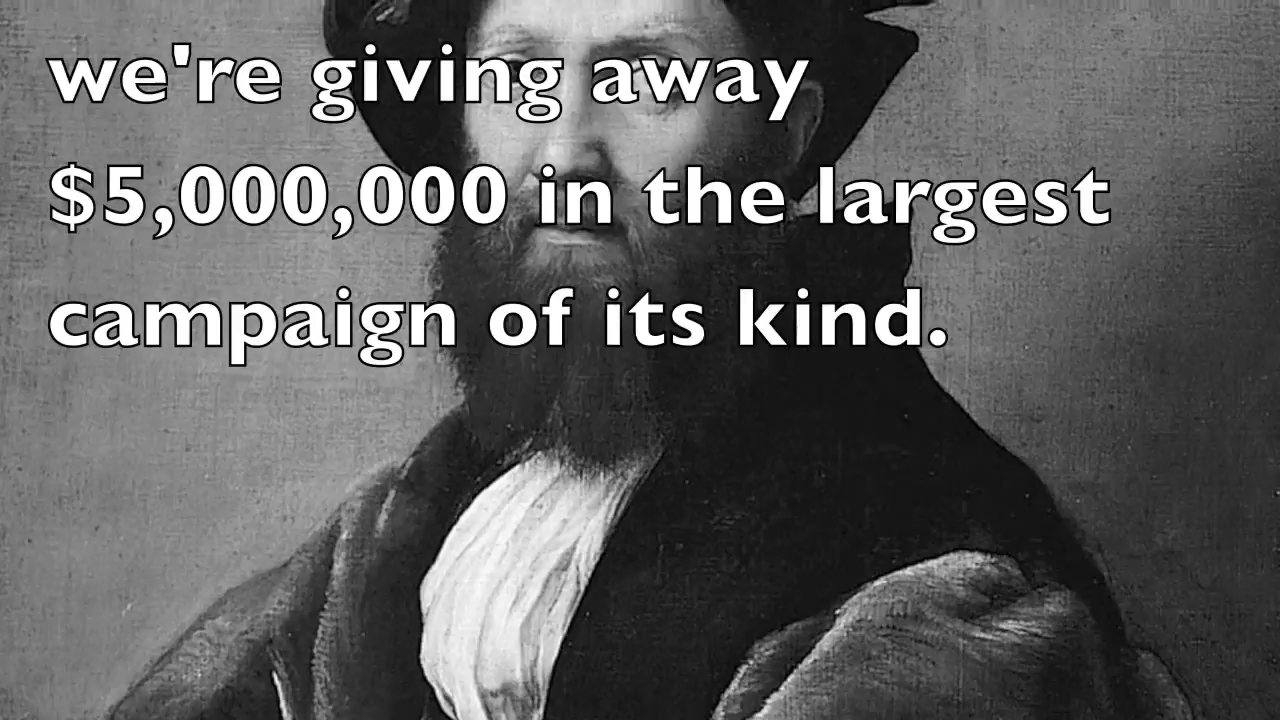 we're giving away
$5,000,000 in the largest
campaign of its kind.